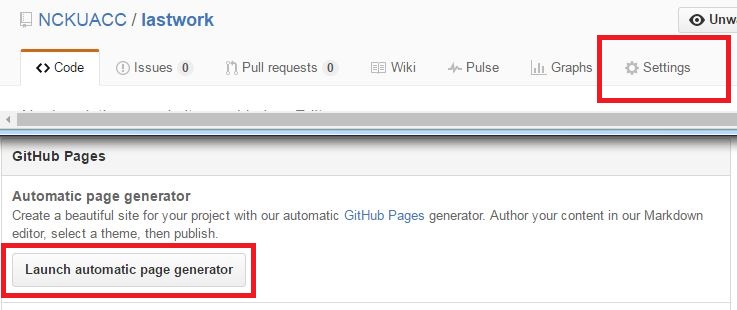 NCKUACC / lastwork
Unwa
Code Issues 0 Pull requests 0 Wiki Pulse Graphs Settings
GitHub Pages
Automatic page generator
Create a beautiful site for your project with our automatic GitHub Pages generator. Author your content in our Markdown
editor, select a theme, then publish.
Launch automatic page generator